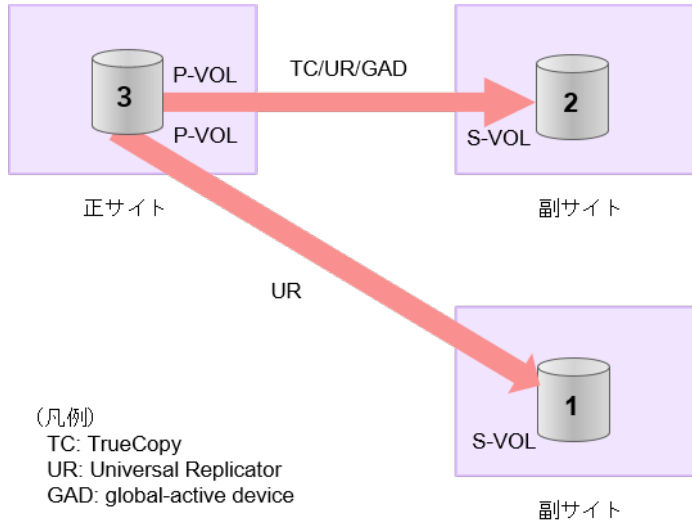 3
P-VOL
P-VOL
TC/UR/GAD
2
S-VOL
正サイト
副サイト
UR
1
S-VOL
副サイト
(凡例)
TC: TrueCopy
UR: Universal Replicator
GAD: global-active device